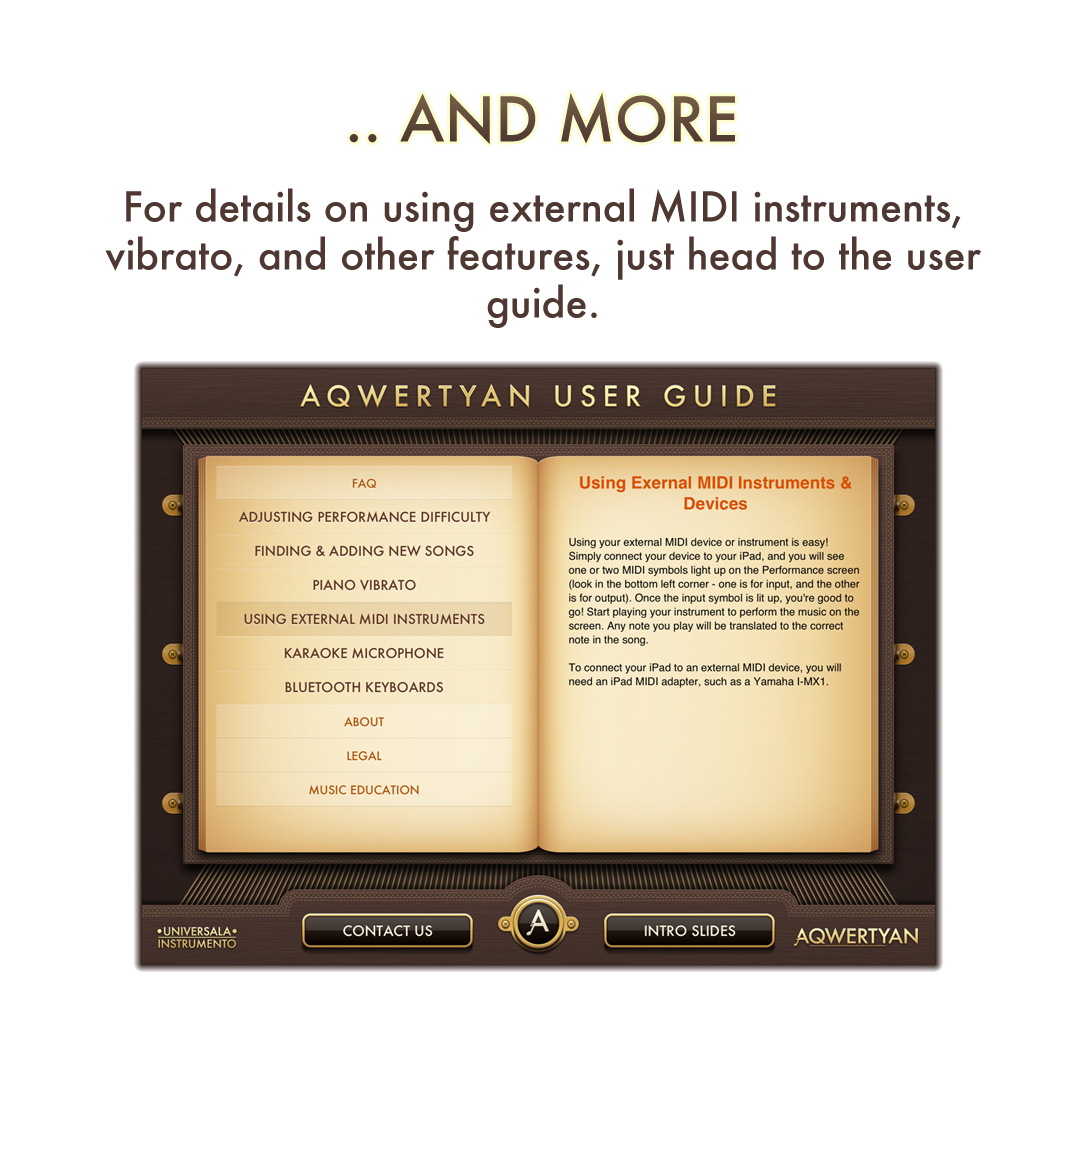 .. AND MORE
For details on using external MIDI instruments,
vibrato, and other features, just head to the user
guide.
AQWERTYAN USER GUIDE
FAQ
ADJUSTING PERFORMANCE DIFFICULTY
FINDING & ADDING NEW SONGS
PIANO VIBRATO
USING EXTERNAL MIDI INSTRUMENTS
KARAOKE MICROPHONE
BLUETOOTH KEYBOARDS
ABOUT
LEGAL
MUSIC EDUCATION
Using Exernal MIDI Instruments &
Devices
Using your external MIDI device or instrument is easy!
Simply connect your device to your iPad, and you will see
one or two MIDI symbols light up on the Performance screen
(look in the bottom left corner - one is for input, and the other
is for output). Once the input symbol is lit up, you're good to
go! Start playing your instrument to perform the music on the
screen. Any note you play will be translated to the correct
note in the song.
To connect your iPad to an external MIDI device, you will
need an iPad MIDI adapter, such as a Yamaha I-MX1.
•UNIVERSALA•
INSTRUMENTO
CONTACT US
A
INTRO SLIDES
AQWERTYAN